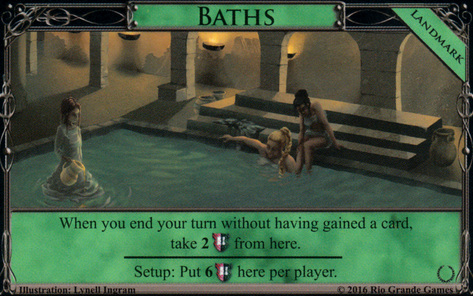 BATHS
LANDMARK
When you end your turn without having gained a card,
take 2 from here.
Setup: Put 6 here per player.
Illustration: Lynell Ingram
© 2016 Rio Grande Games